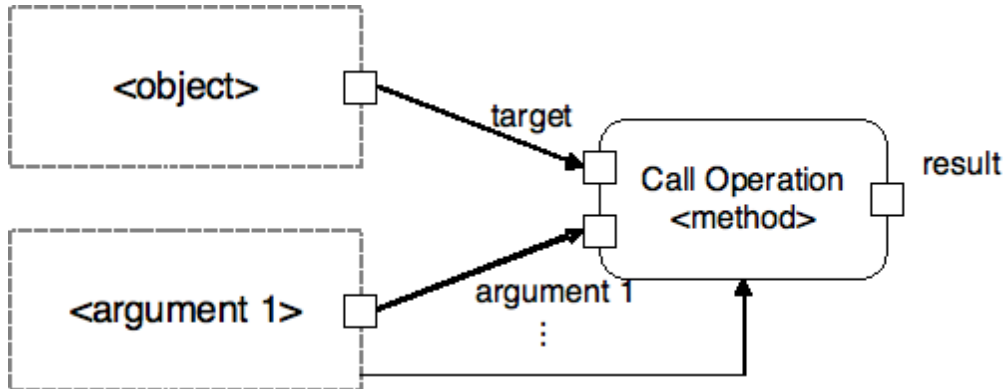 <object>
target
Call Operation
<method>
result
<argument 1>
argument 1
⋮